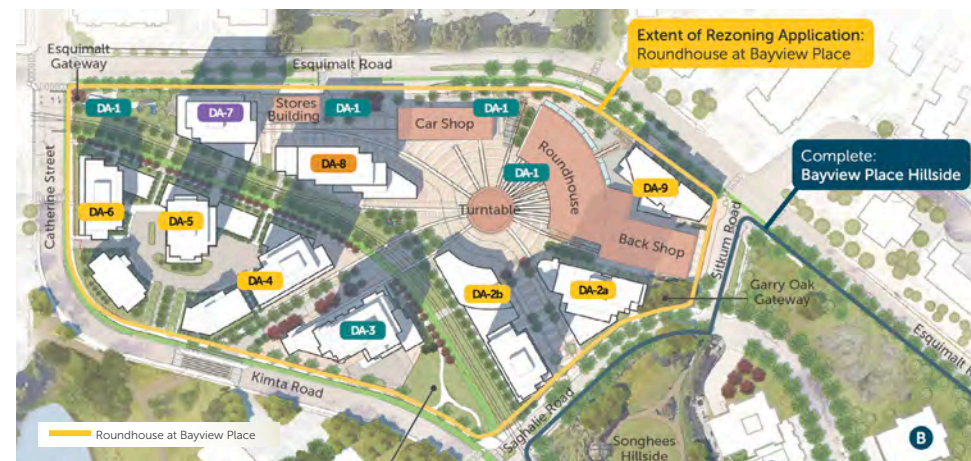 Extent of Rezoning Application:
Roundhouse at Bayview Place
Esquimalt
Gateway
Esquimalt Road
DA-1
DA-7
Stores
Building
DA-1
DA-1
Car Shop
Complete:
Bayview Place Hillside
Roundhouse
DA-8
DA-1
DA-9
Catherine Street
DA-6
DA-5
Turntable
Back Shop
Sitkum Road
DA-4
DA-2b
DA-2a
Garry Oak
Gateway
DA-3
Esquimalt
Kimta Road
Saghalie Road
Roundhouse at Bayview Place
Songhees
Hillside
B